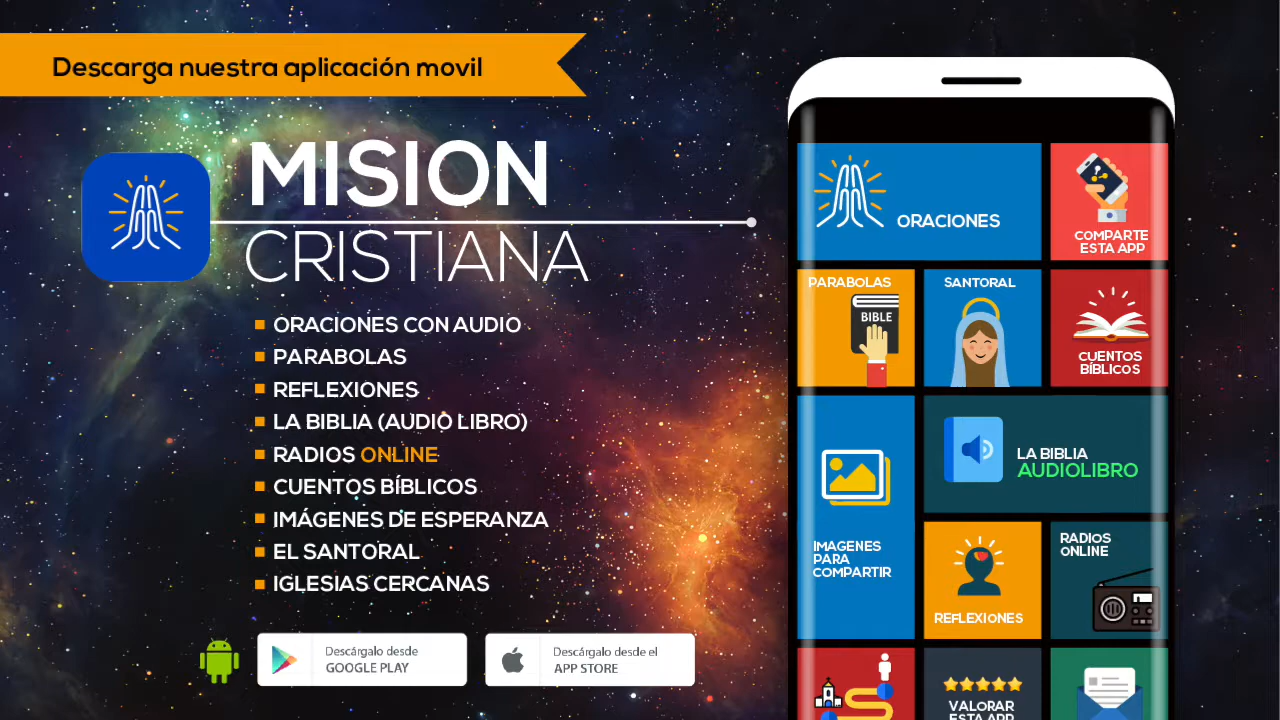 Descarga nuestra aplicación movil
MISION
CRISTIANA
ORACIONES CON AUDIO
PARABOLAS
REFLEXIONES
LA BIBLIA (AUDIO LIBRO)
RADIOS ONLINE
CUENTOS BÍBLICOS
IMÁGENES DE ESPERANZA
EL SANTORAL
IGLESIAS CERCANAS
Descárgalo desde
GOOGLE PLAY
Descárgalo desde el
APP STORE
ORACIONES
COMPARTE
ESTA APP
PARABOLAS
BIBLE
SANTORAL
CUENTOS
BÍBLICOS
IMAGENES
PARA
COMPARTIR
LA BIBLIA
AUDIOLIBRO
REFLEXIONES
RADIOS
ONLINE
VALORAR
ESTA APP